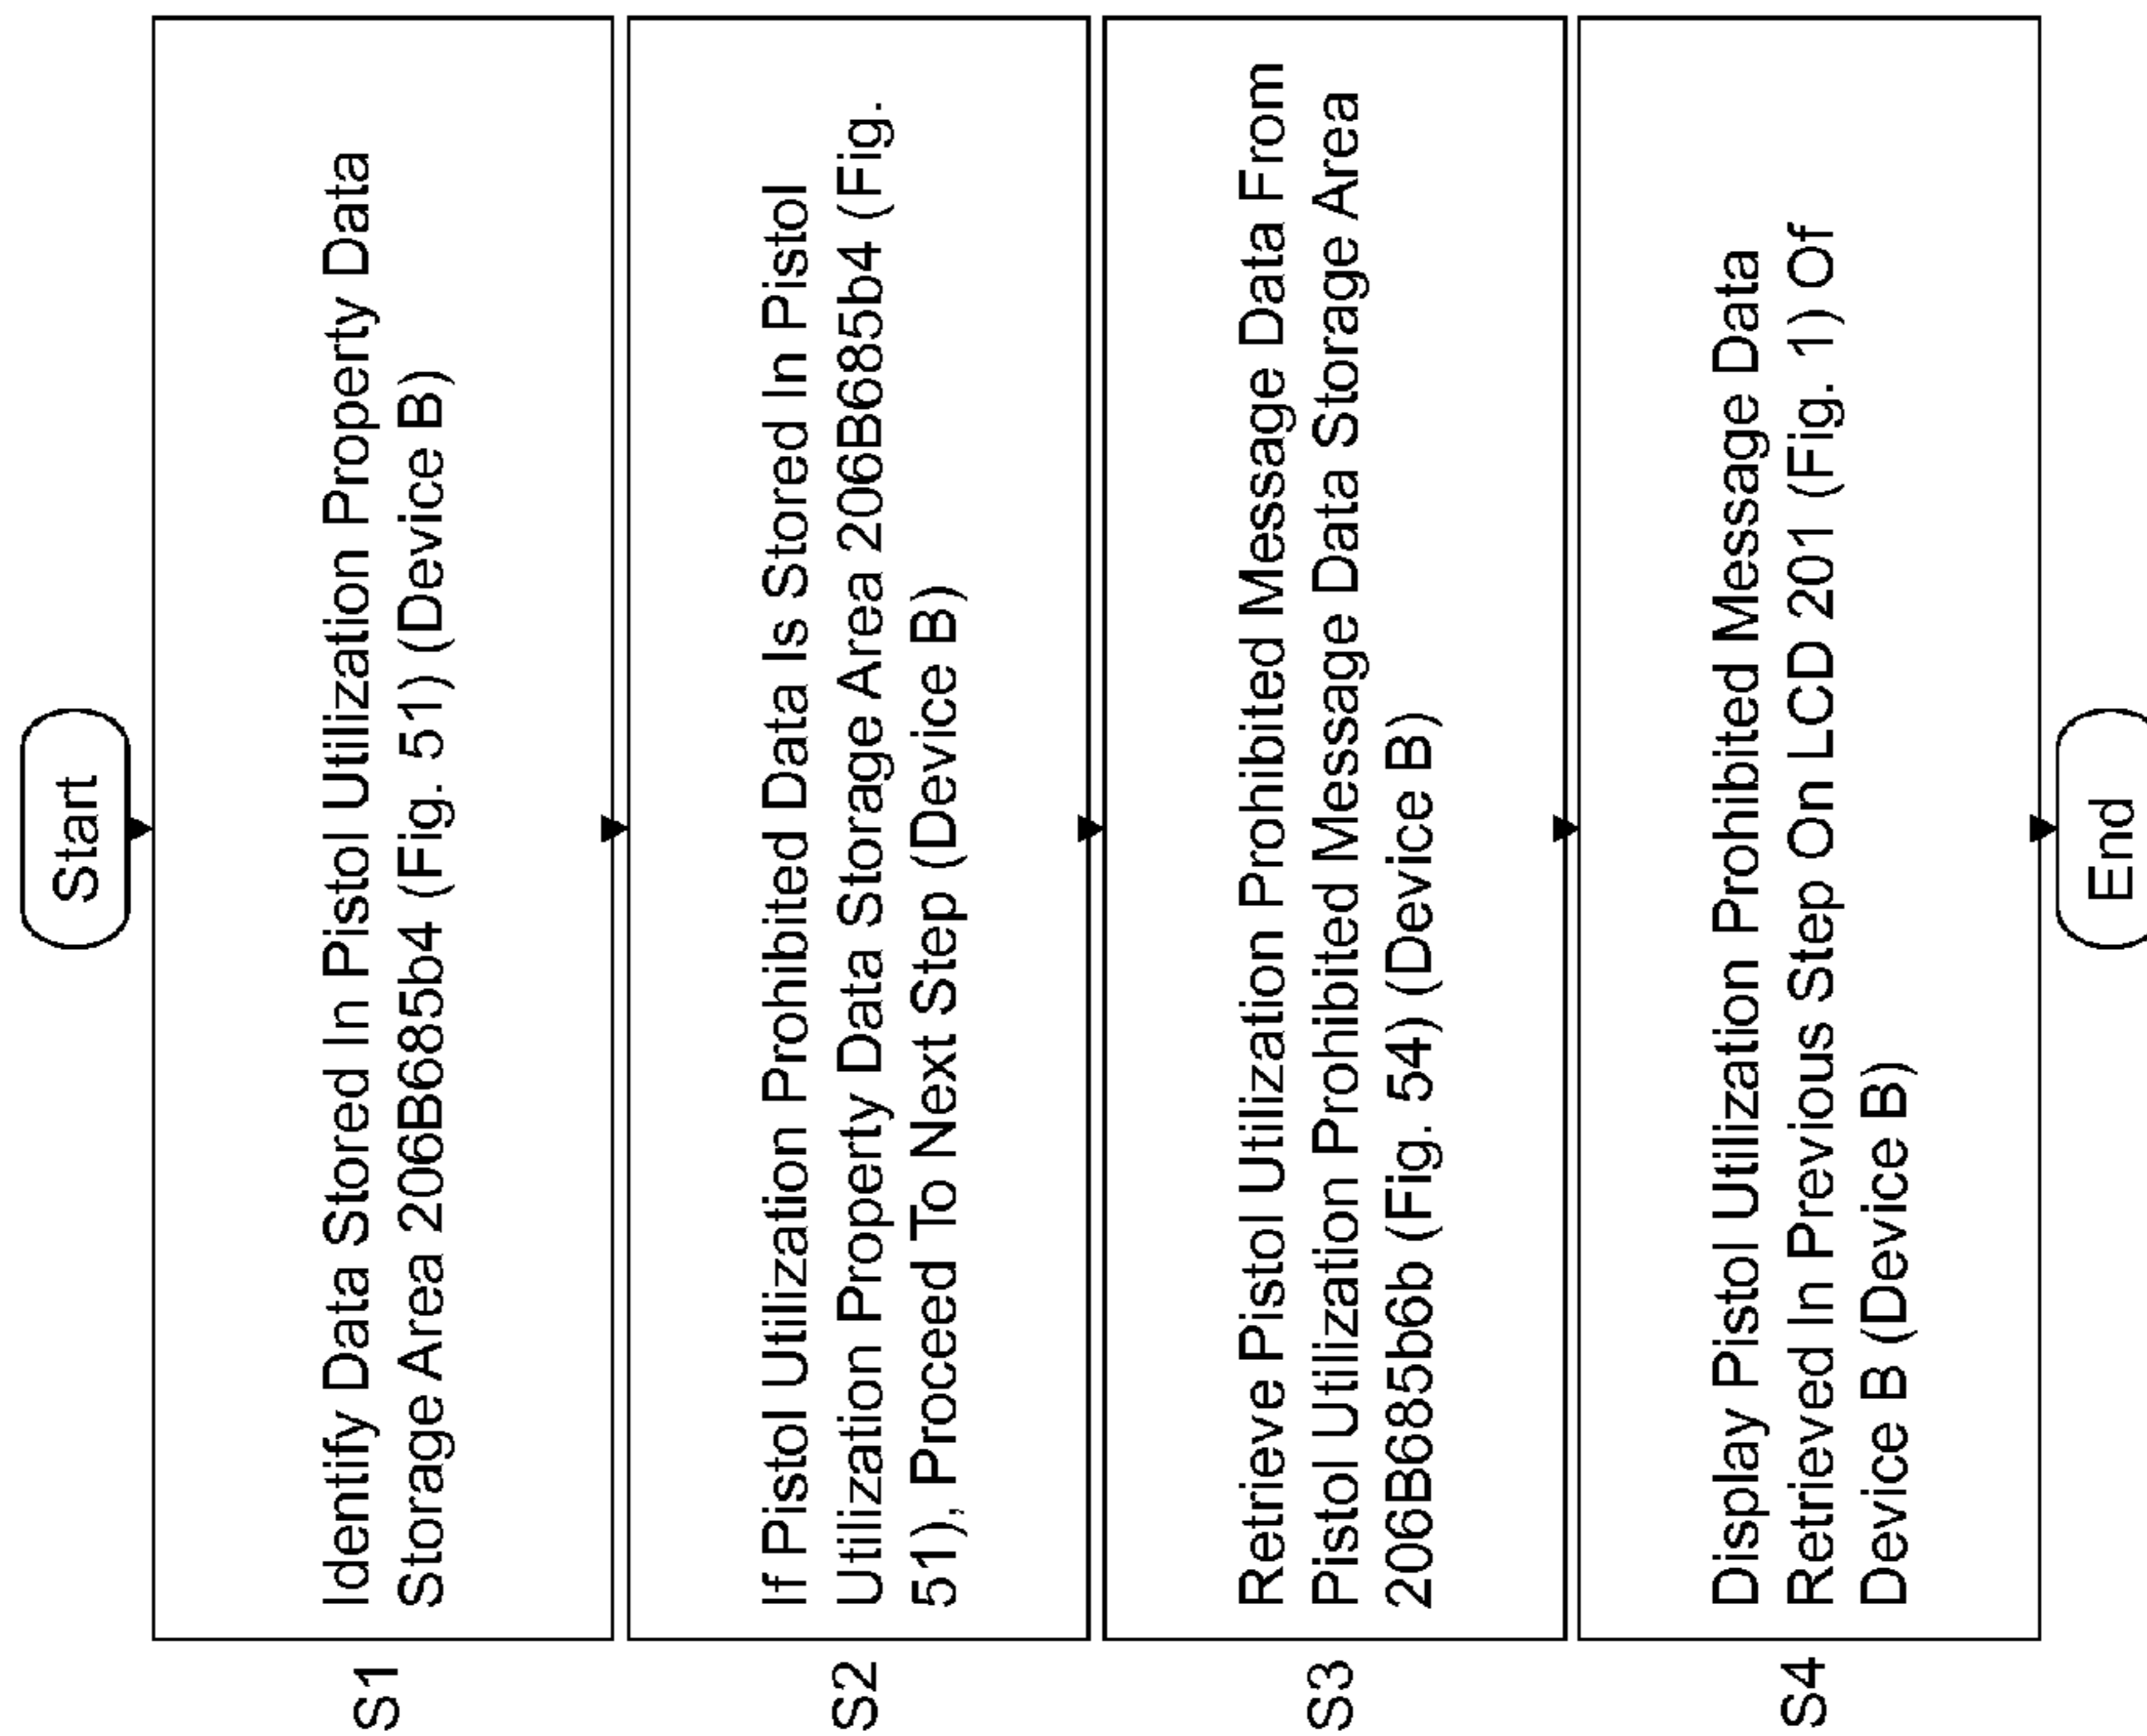 Start
S1
Identify Data Stored In Pistol Utilization Property Data
Storage Area 206B685b4 (Fig. 51) (Device B)
S2
If Pistol Utilization Prohibited Data Is Stored In Pistol
Utilization Property Data Storage Area 206B685b4 (Fig.
51), Proceed To Next Step (Device B)
S3
Retrieve Pistol Utilization Prohibited Message Data From
Pistol Utilization Prohibited Message Data Storage Area
206B685b6b (Fig. 54) (Device B)
S4
Display Pistol Utilization Prohibited Message Data
Retrieved In Previous Step On LCD 201 (Fig. 1) Of
Device B (Device B)
End